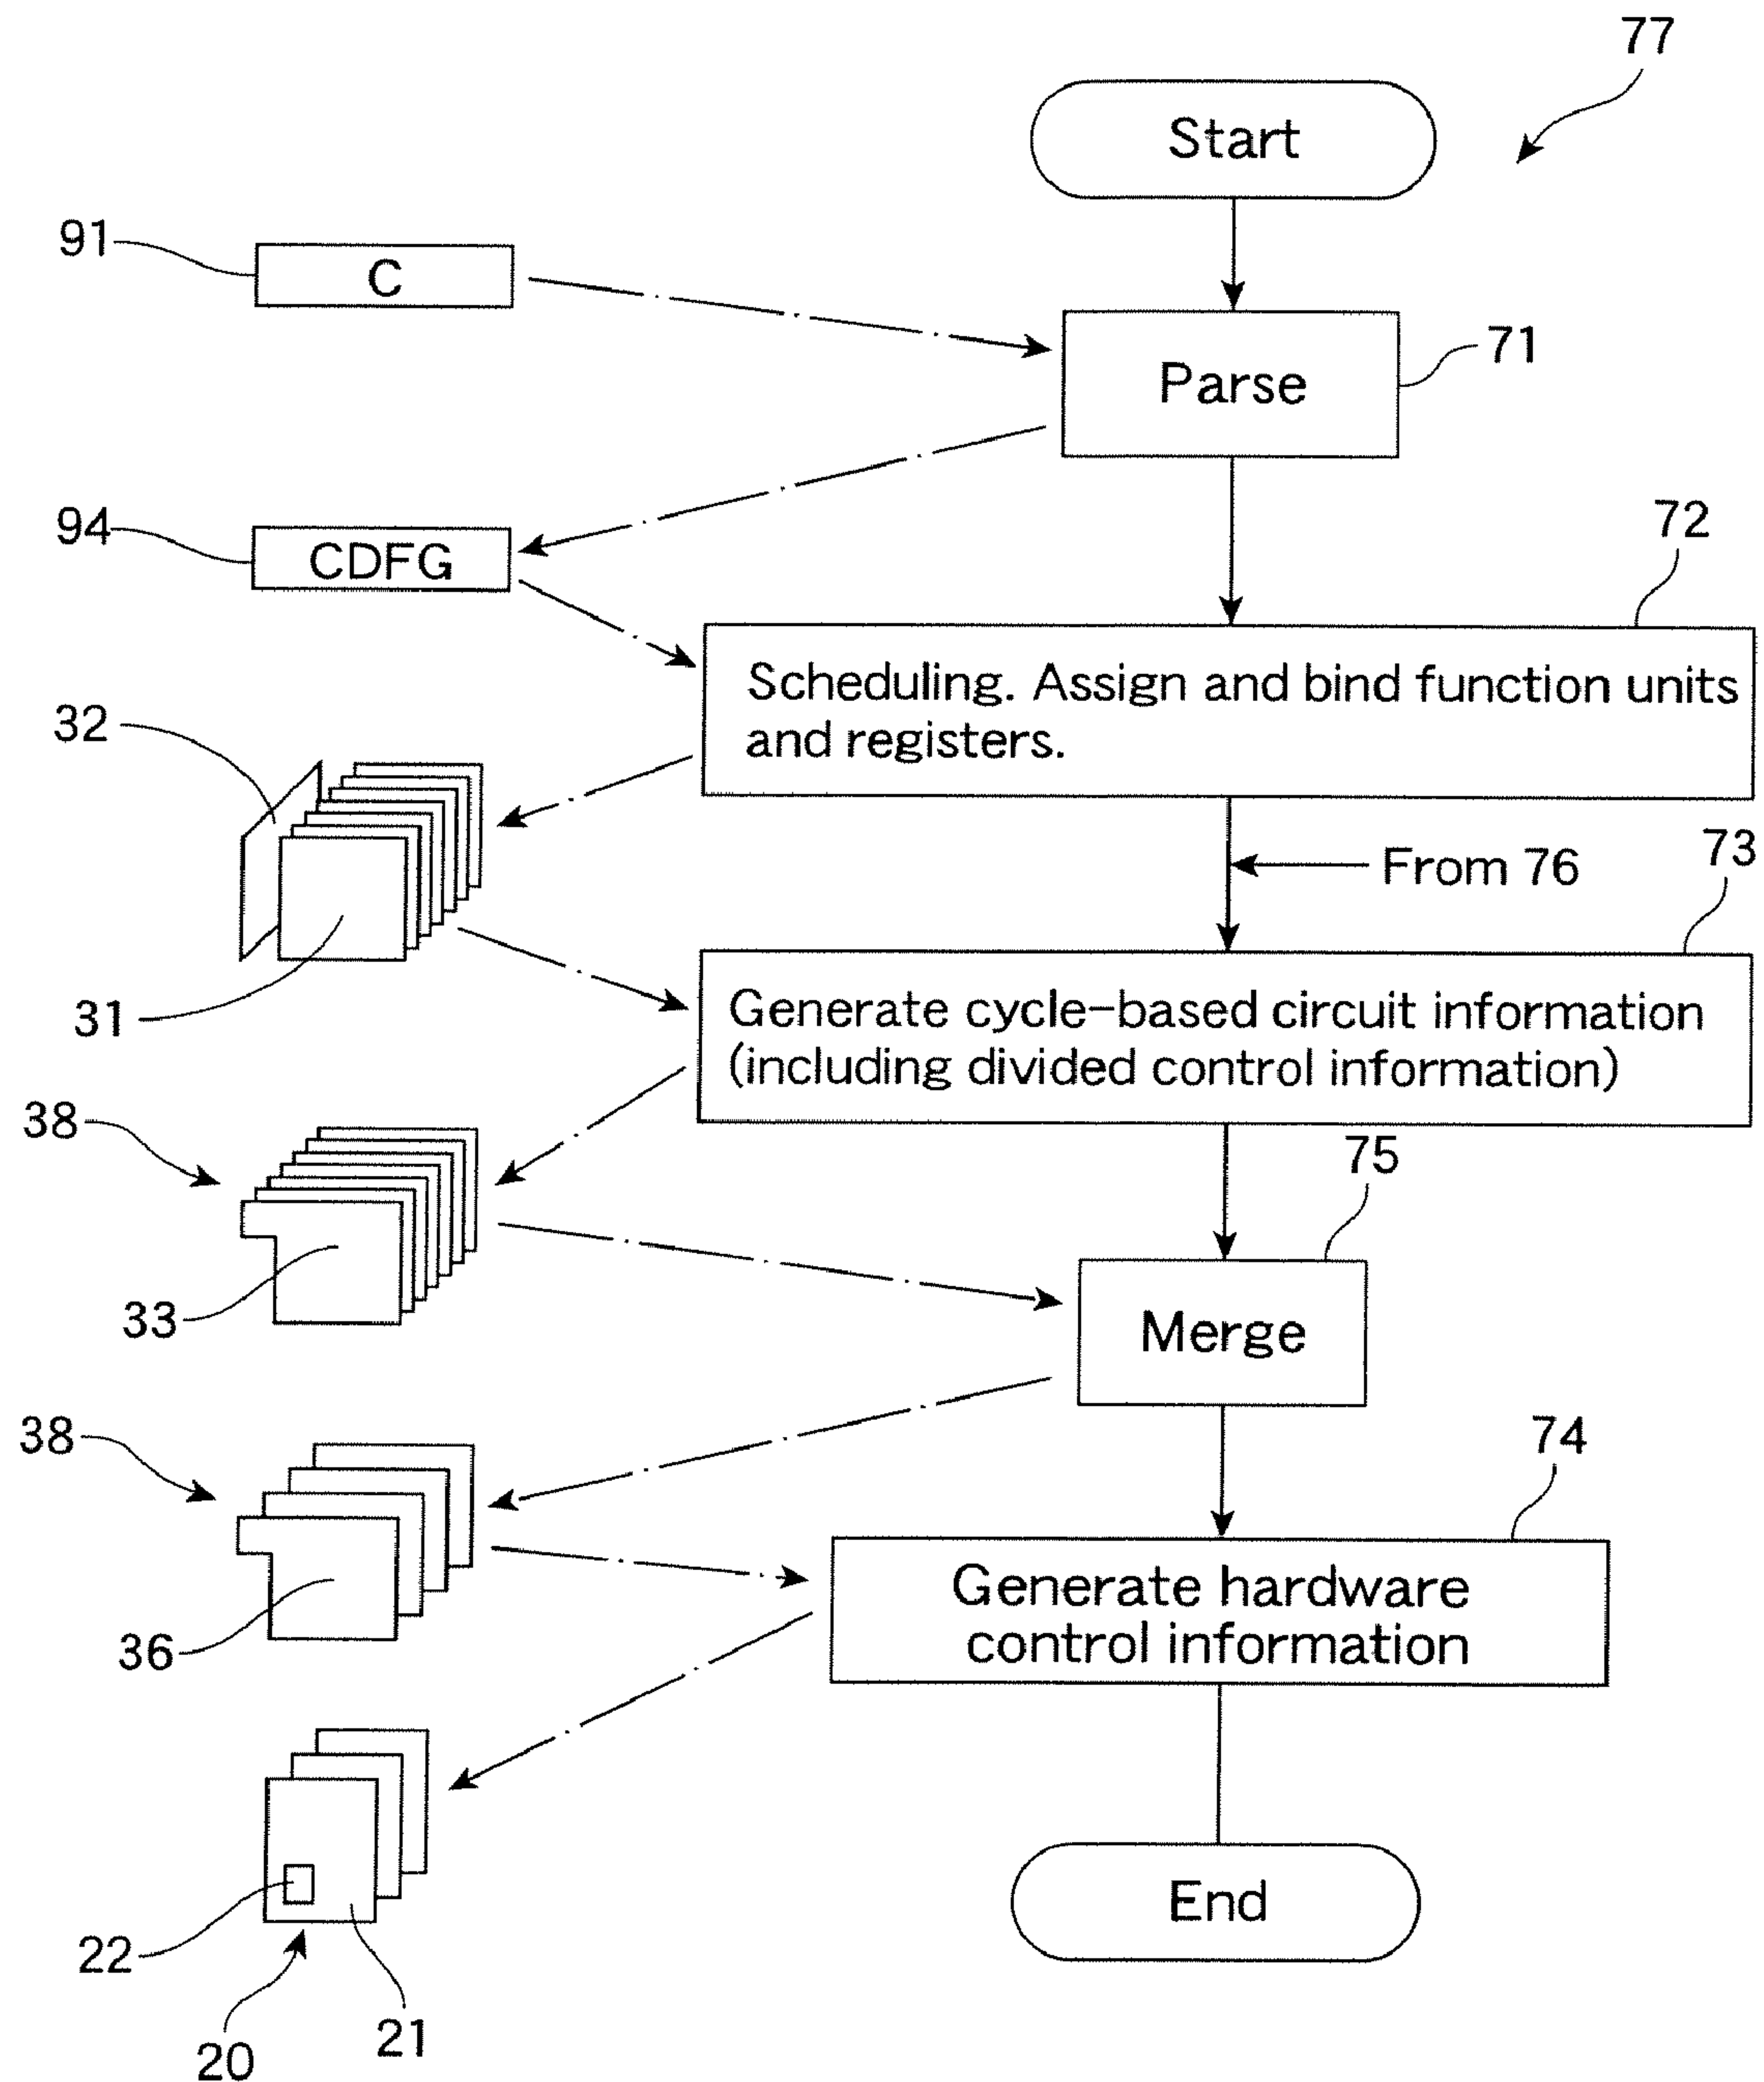 77
Start
91
C
71
Parse
94
CDFG
72
Scheduling. Assign and bind function units
and registers.
32
31
From 76
73
Generate cycle-based circuit information
(including divided control information)
38
33
75
Merge
38
36
74
Generate hardware
control information
22
20
21
End